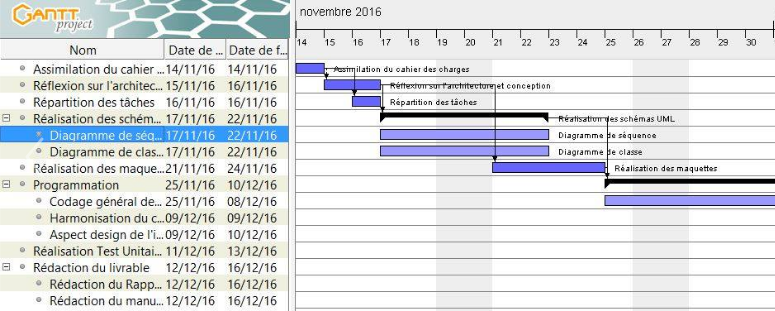 GANTT
project
novembre 2016
Nom Date de ... Date de f...
14 15 16 17 18 19 20 21 22 23 24 25 26 27 28 29 30
Assimilation du cahier ... 14/11/16 14/11/16 Assimilation du cahier des charges
Réflexion sur l'architec... 15/11/16 16/11/16 Réflexion sur l'architecture et conception
Répartition des tâches 16/11/16 16/11/16 Répartition des tâches
Réalisation des schém... 17/11/16 22/11/16 Réalisation des schémas UML
Diagramme de séq... 17/11/16 22/11/16 Diagramme de séquence
Diagramme de clas... 17/11/16 22/11/16 Diagramme de classe
Réalisation des maque... 21/11/16 24/11/16 Réalisation des maquettes
Programmation 25/11/16 10/12/16
Codage général de... 25/11/16 08/12/16
Harmonisation du c... 09/12/16 09/12/16
Aspect design de l'i... 09/12/16 10/12/16
Réalisation Test Unitai... 11/12/16 13/12/16
Rédaction du livrable 12/12/16 16/12/16
Rédaction du Rapp... 12/12/16 16/12/16
Rédaction du manu... 12/12/16 16/12/16